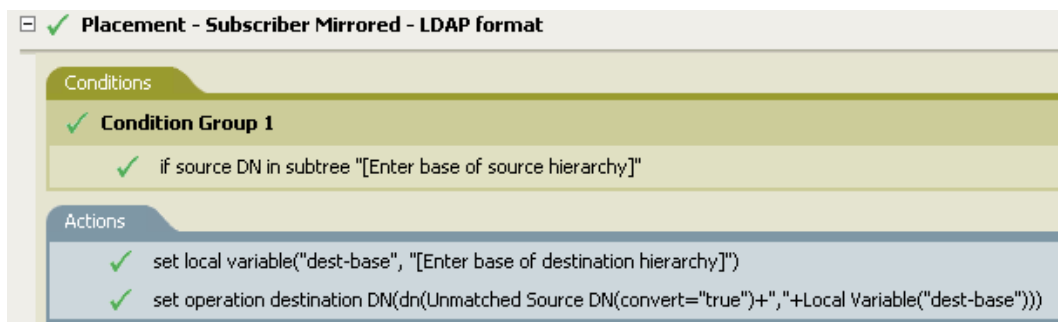 Placement - Subscriber Mirrored - LDAP format
Conditions
Condition Group 1
if source DN in subtree "[Enter base of source hierarchy]"
Actions
set local variable("dest-base", "[Enter base of destination hierarchy]")
set operation destination DN(dn(Unmatched Source DN(convert="true")+","+Local Variable("dest-base")))